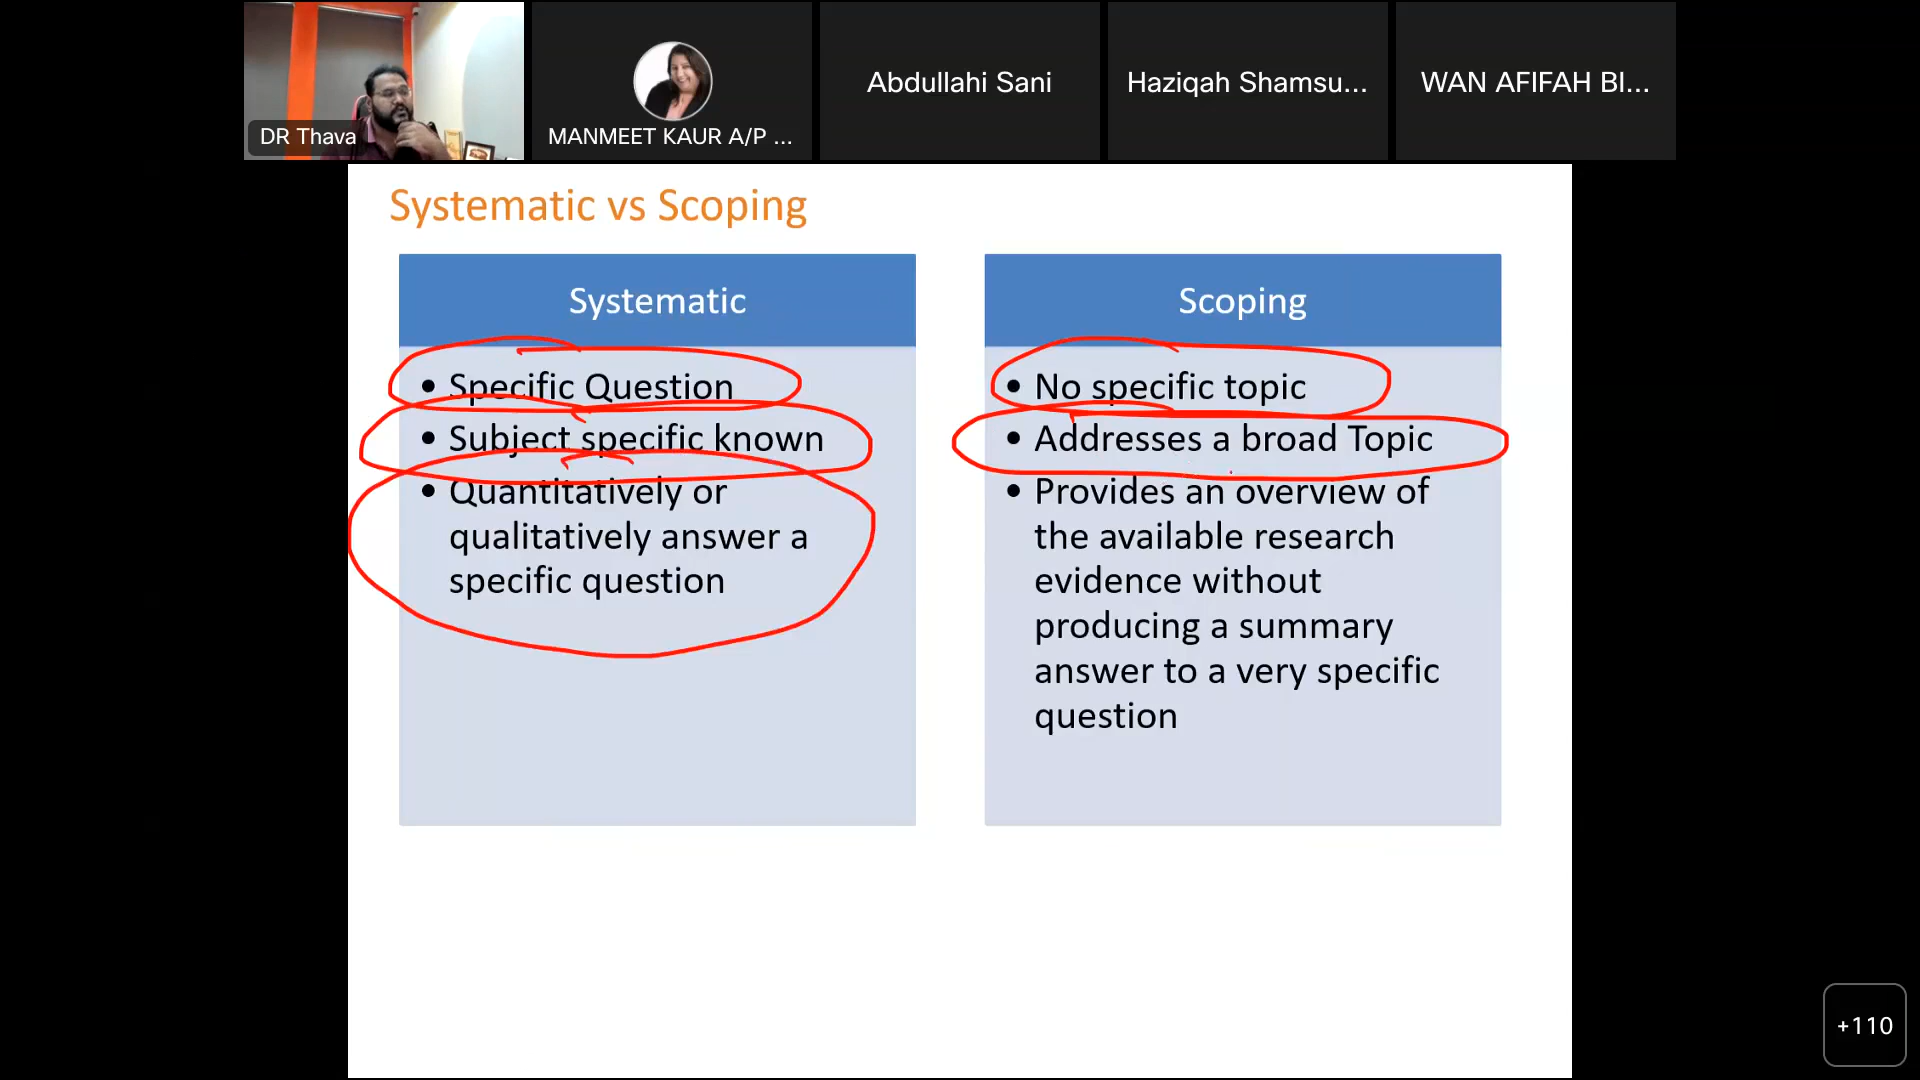 DR Thava
MANMEET KAUR A/P ...
Abdullahi Sani
Haziqah Shamsu...
WAN AFIFAH BI...
Systematic vs Scoping
Systematic
• Specific Question
• Subject specific known
• Quantitatively or
qualitatively answer a
specific question
Scoping
• No specific topic
• Addresses a broad Topic
• Provides an overview of
the available research
evidence without
producing a summary
answer to a very specific
question
+110